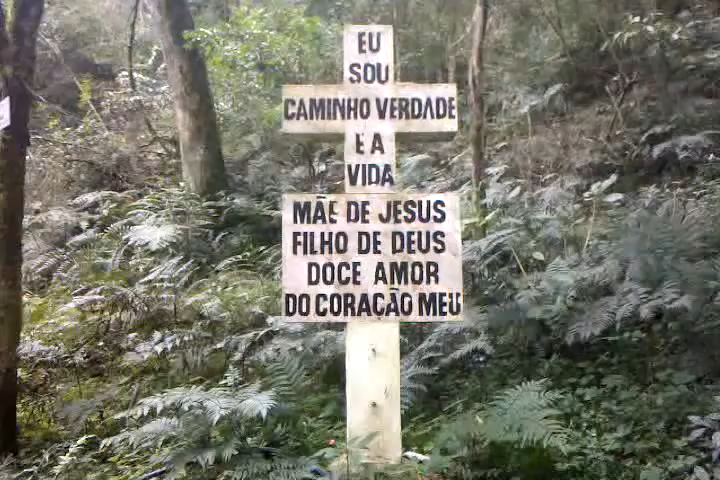 EU
SOU
CAMINHO VERDADE
E A
VIDA
MÃE DE JESUS
FILHO DE DEUS
DOCE AMOR
DO CORAÇÃO MEU